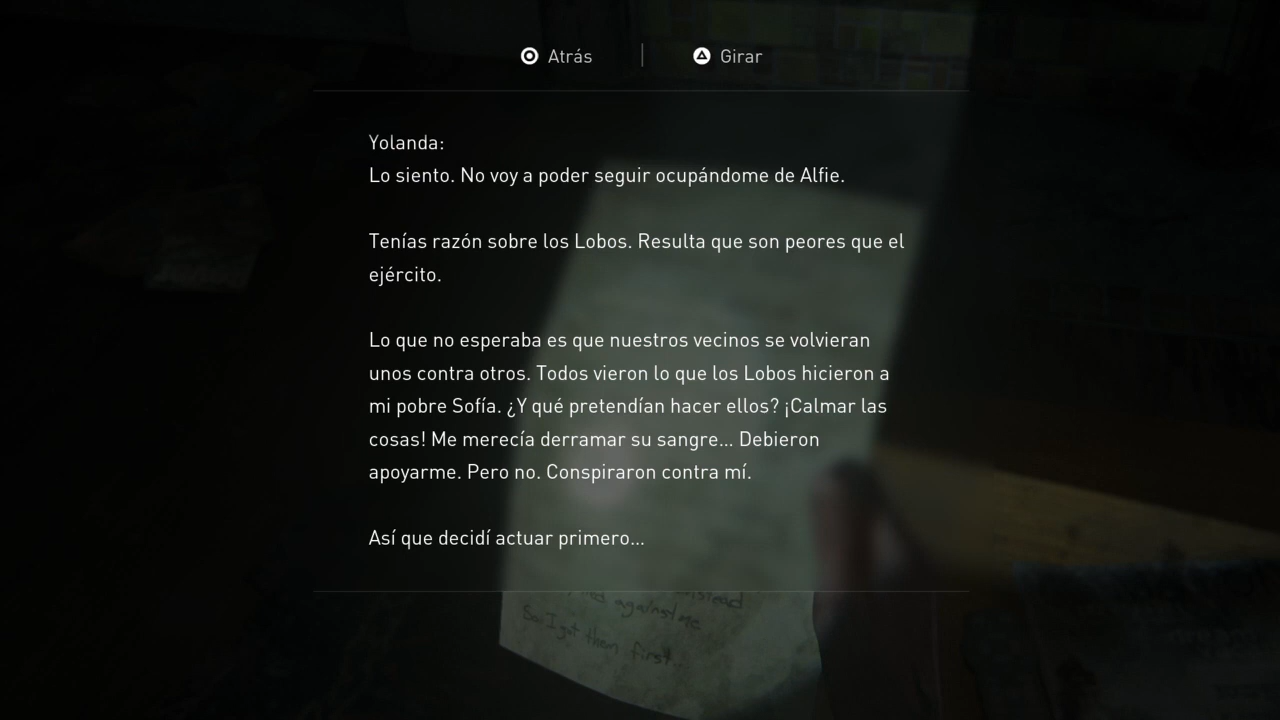 Atrás | Girar
Yolanda:
Lo siento. No voy a poder seguir ocupándome de Alfie.
Tenías razón sobre los Lobos. Resulta que son peores que el
ejército.
Lo que no esperaba es que nuestros vecinos se volvieran
unos contra otros. Todos vieron lo que los Lobos hicieron a
mi pobre Sofía. ¿Y qué pretendían hacer ellos? ¡Calmar las
cosas! Me merecía derramar su sangre... Debieron
apoyarme. Pero no. Conspiraron contra mí.
Así que decidí actuar primero...
against me
So I got them first.